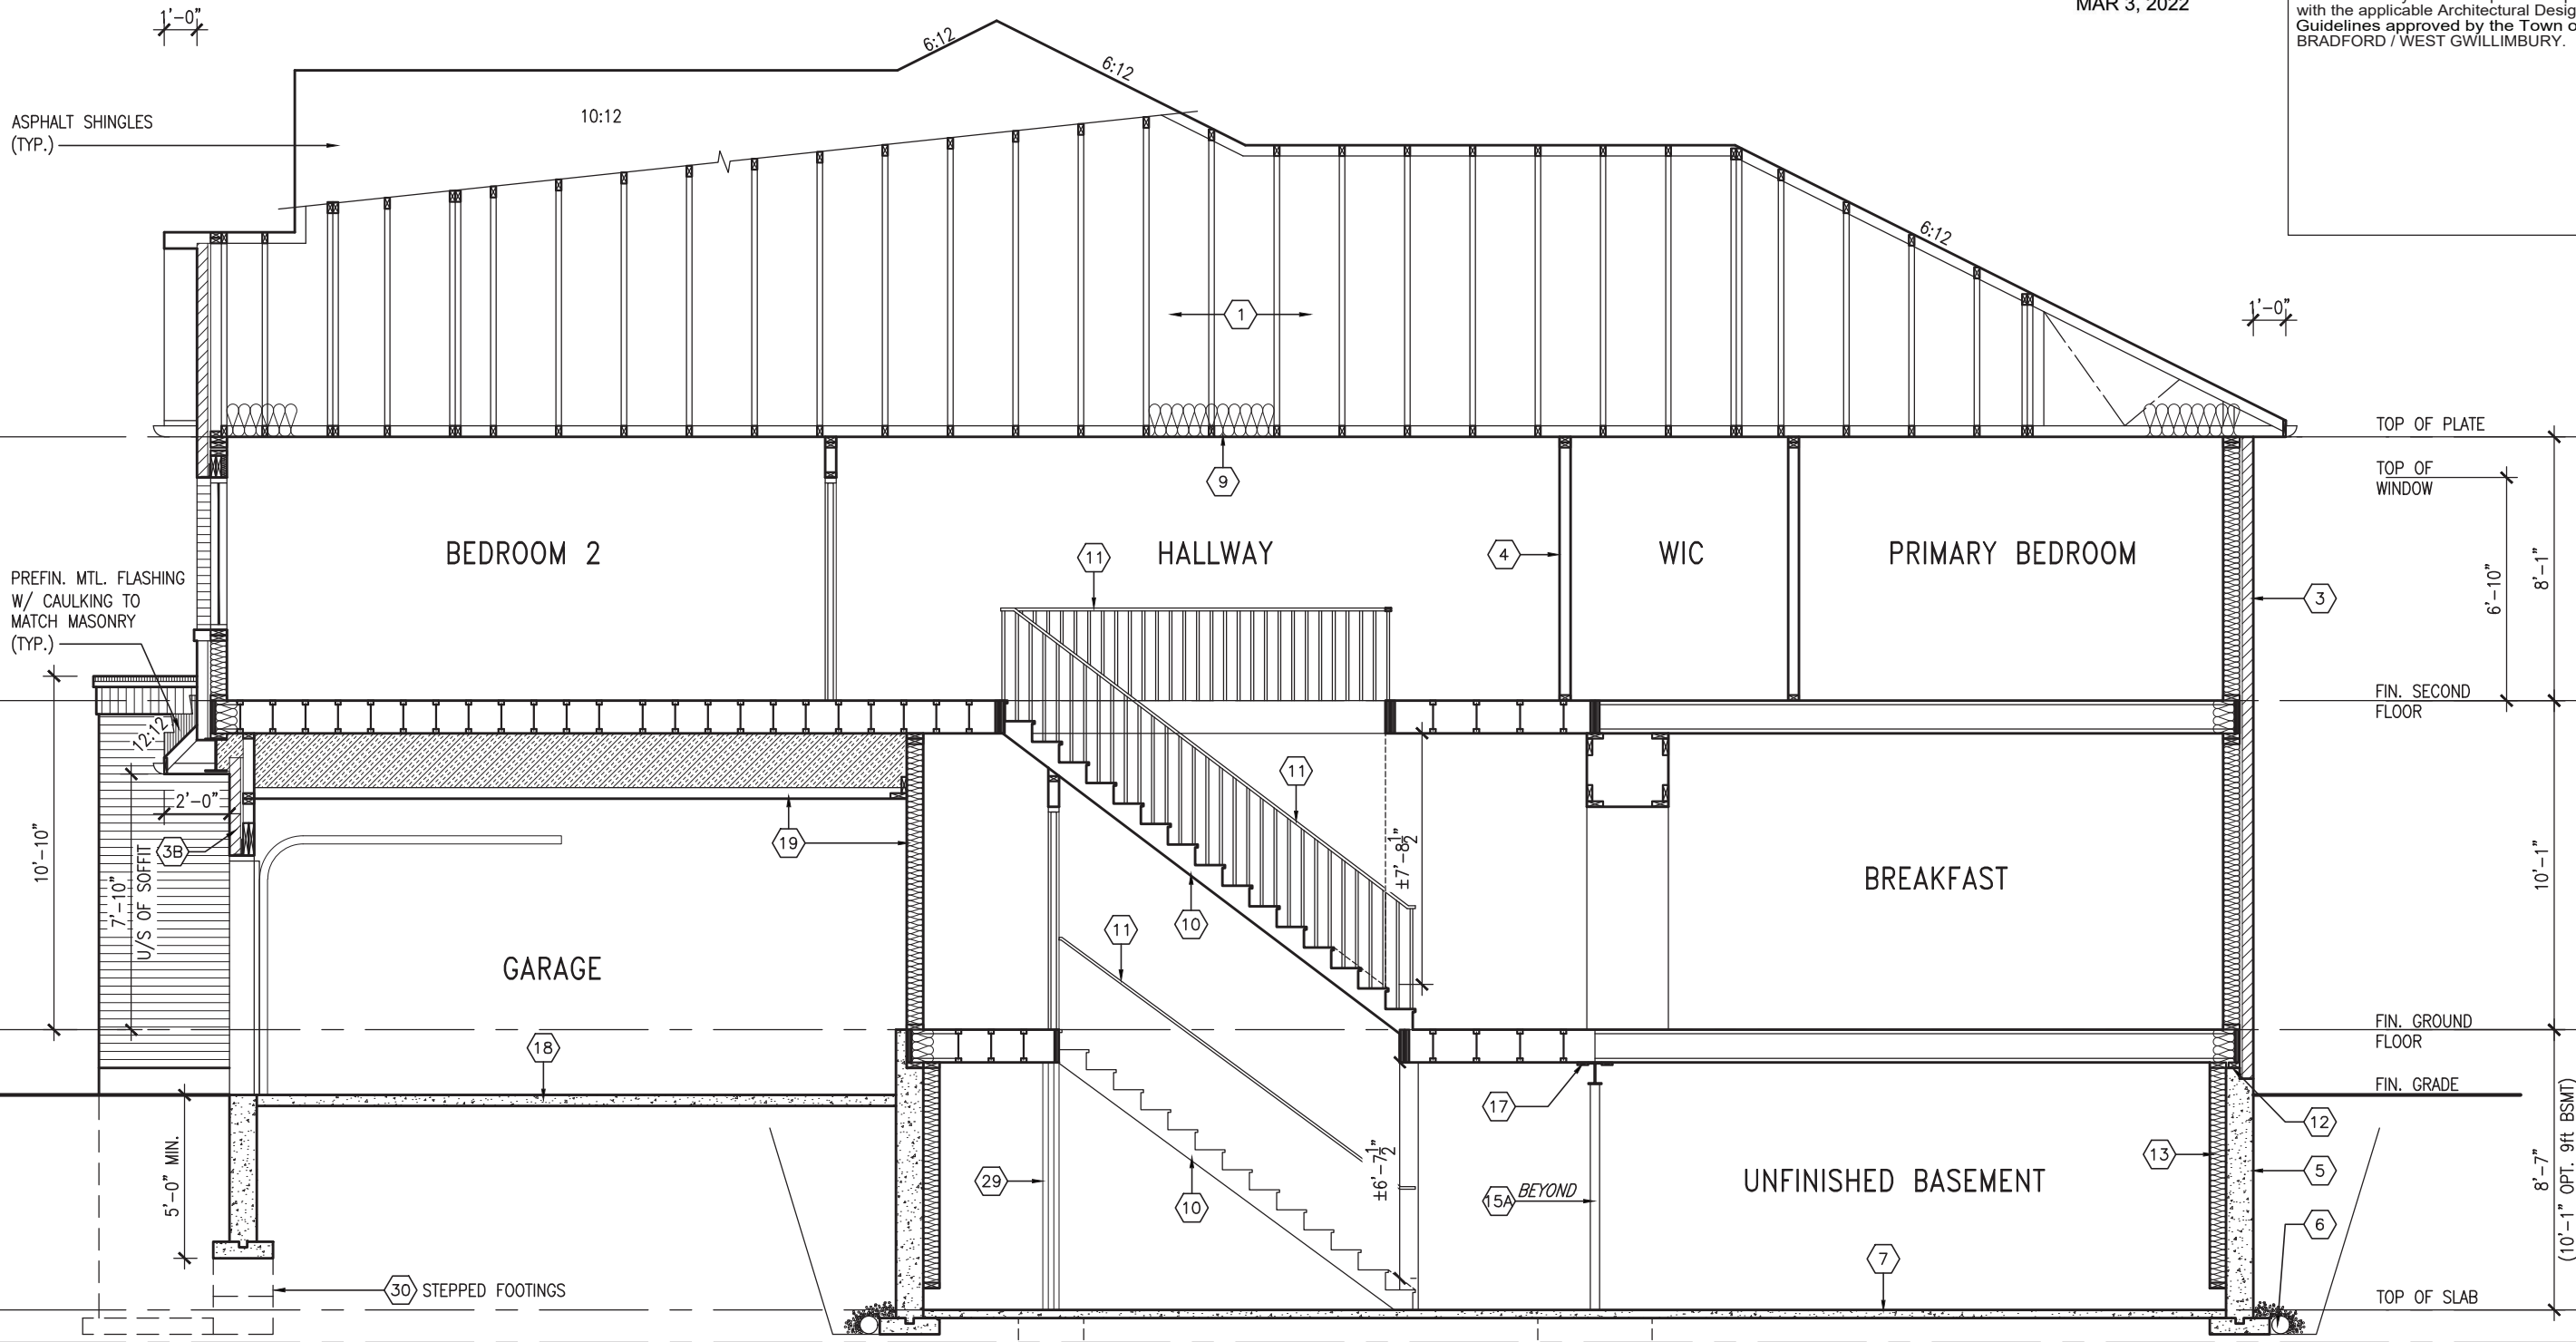 1'-0"
MAR 3, 2022
with the applicable Architectural Desig
Guidelines approved by the Town o
BRADFORD / WEST GWILLIMBURY.
6:12
6:12
10:12
ASPHALT SHINGLES
(TYP.)
6:12
1'-0"
1
TOP OF PLATE
TOP OF
WINDOW
9
BEDROOM 2
HALLWAY
11
4
WIC
PRIMARY BEDROOM
3
6'-10"
8'-1"
PREFIN. MTL. FLASHING
W/ CAULKING TO
MATCH MASONRY
(TYP.)
FIN. SECOND
FLOOR
12:12
2'-0"
11
19
3B
10'-10"
7'-10"
U/S OF SOFFIT
±7'-8 1/2"
BREAKFAST
10'-1"
10
11
GARAGE
FIN. GROUND
FLOOR
18
FIN. GRADE
17
12
5'-0" MIN.
13
29
10
±6'-7 1/2"
15A
BEYOND
UNFINISHED BASEMENT
5
8'-7"
(10'-1" OPT. 9ft BSMT)
6
7
30
STEPPED FOOTINGS
TOP OF SLAB